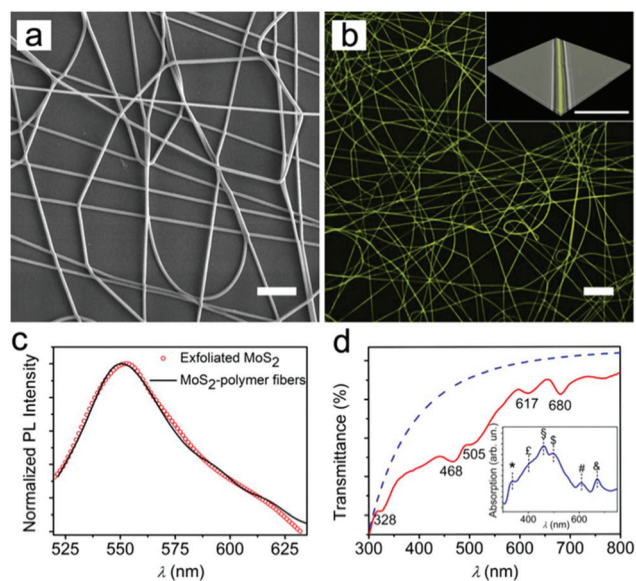 a
b
c
Normalized PL Intensity
Exfoliated MoS2
MoS2-polymer fibers
525 550 575 600 625
λ (nm)
d
Transmittance (%)
328
468
505
617
680
300 400 500 600 700 800
λ (nm)
Absorption (arb. un.)
* £ § $ # &
400 600
λ (nm)